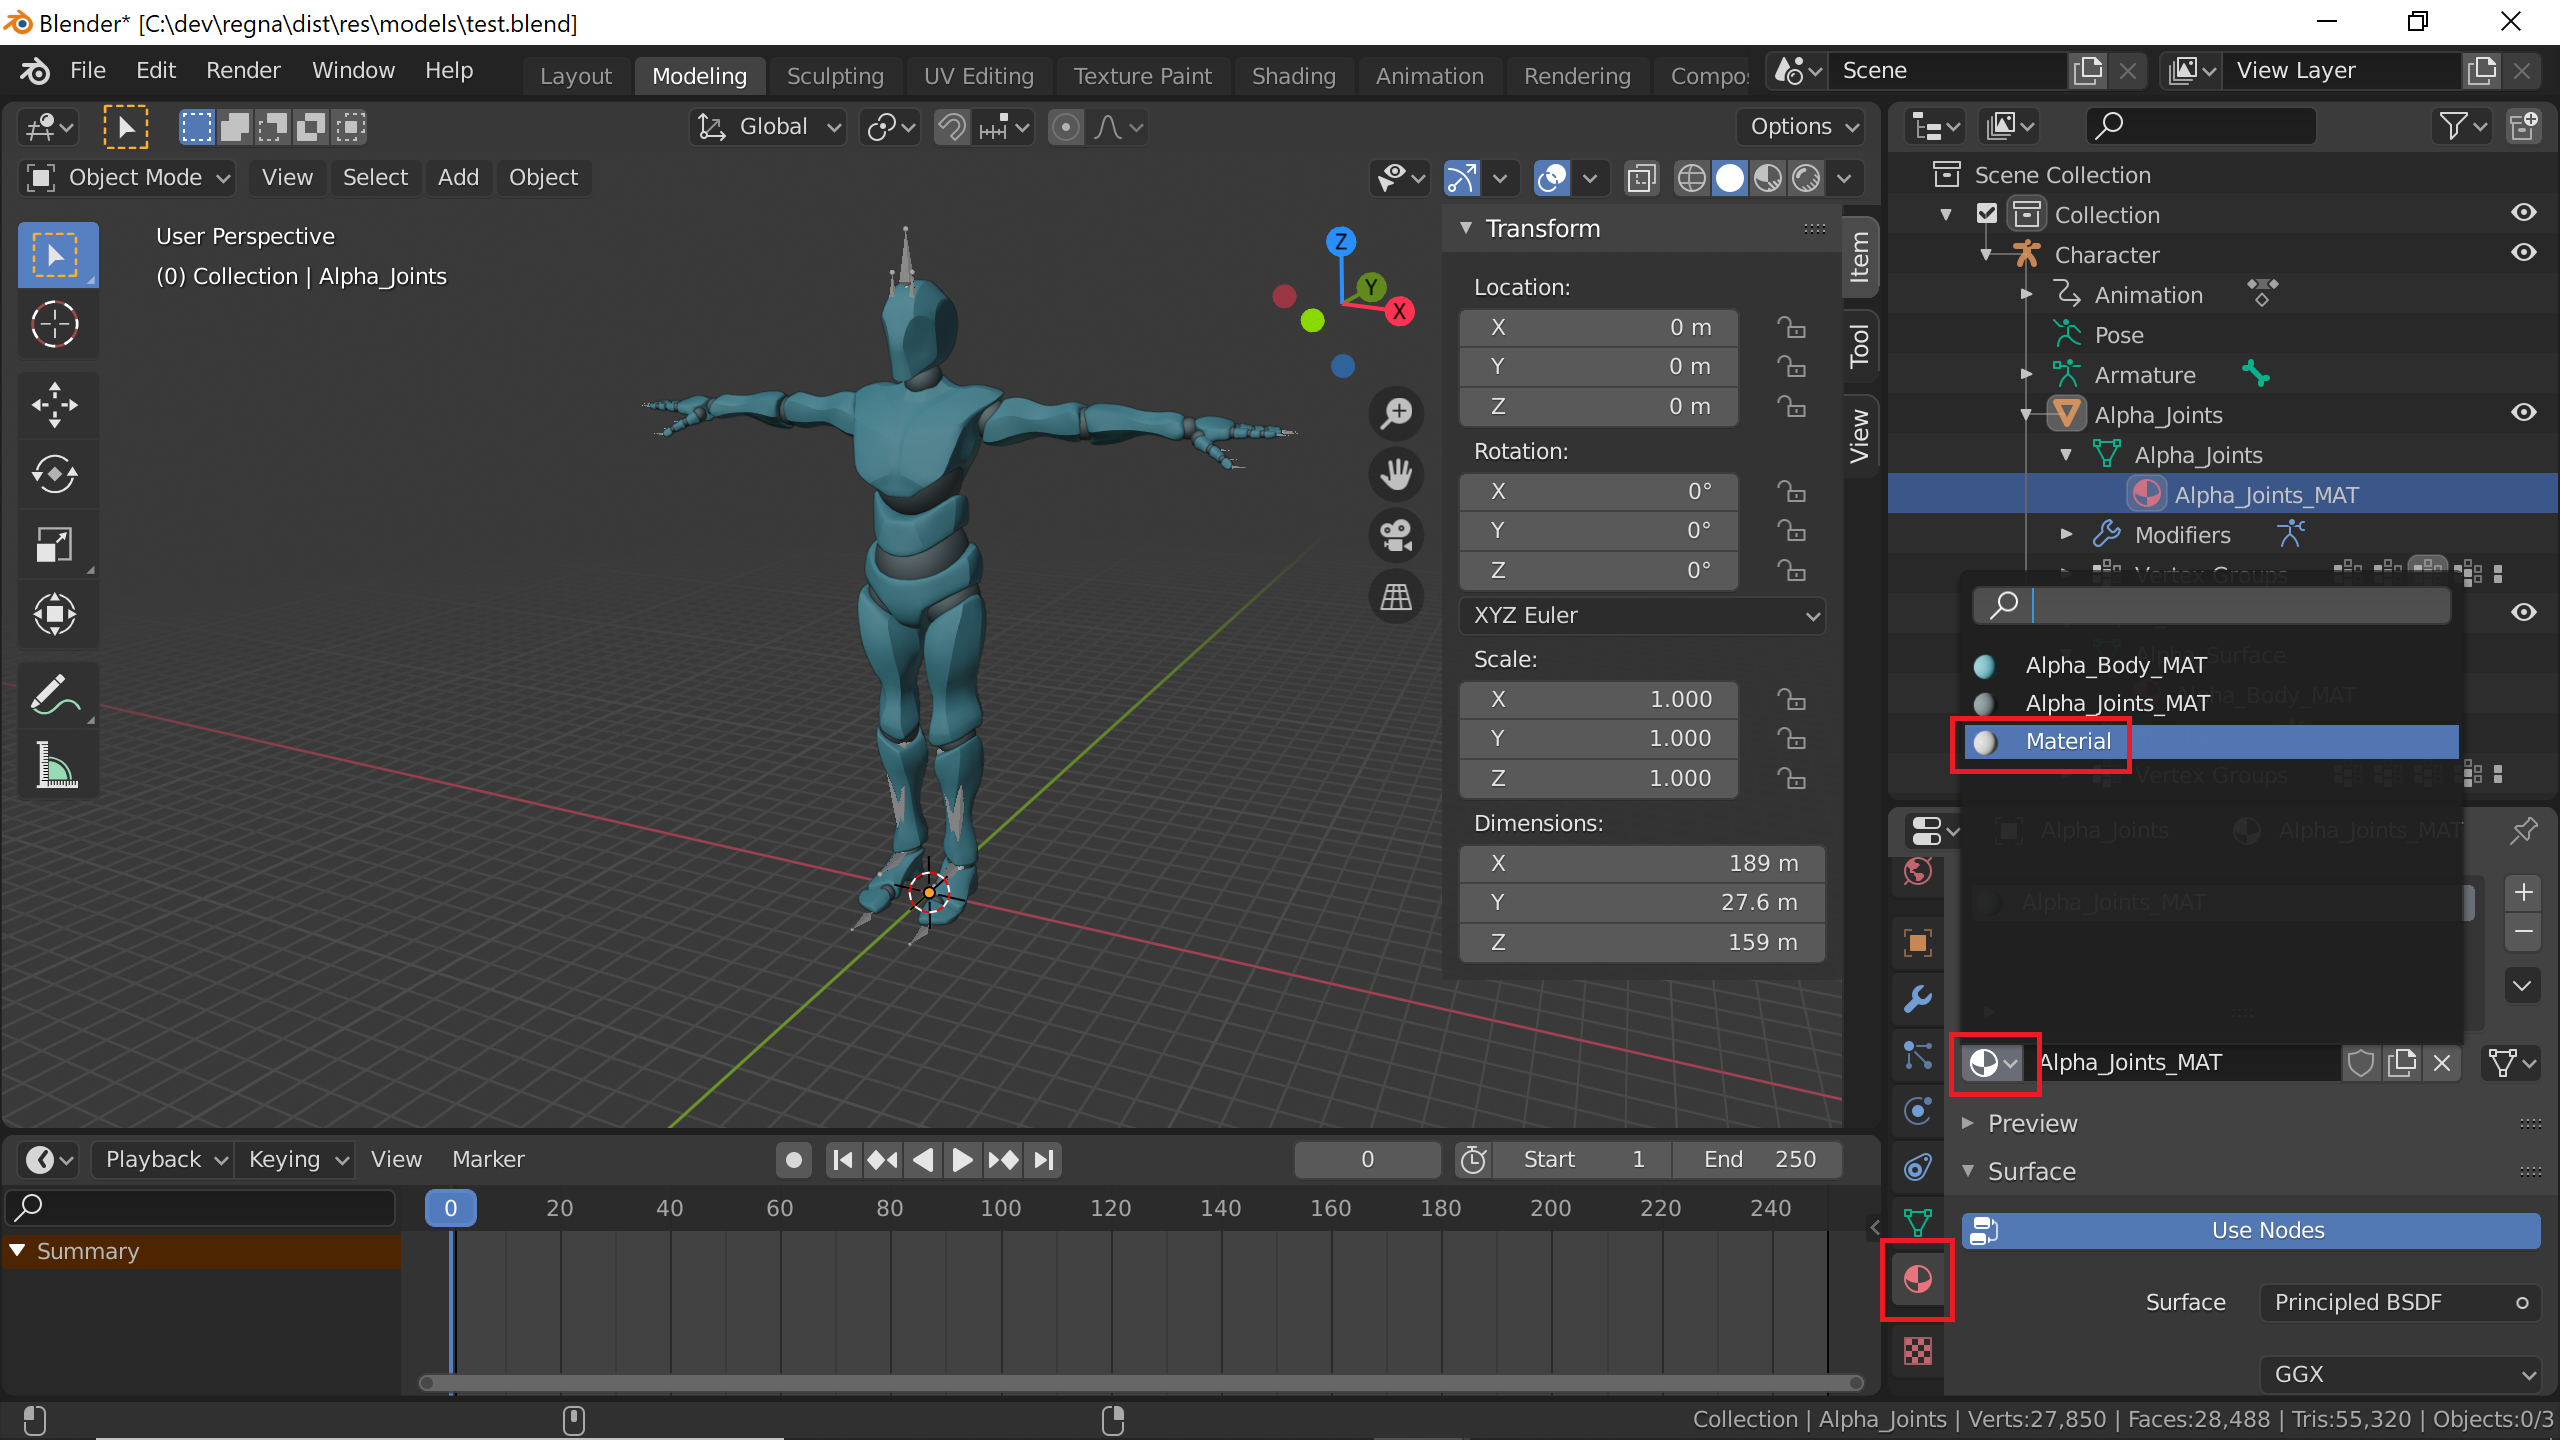 Blender* [C:\dev\regna\dist\res\models\test.blend]
File Edit Render Window Help
Layout Modeling Sculpting UV Editing Texture Paint Shading Animation Rendering Compos
Scene View Layer
Global
Options
Object Mode View Select Add Object
User Perspective
(0) Collection | Alpha_Joints
Z
Y
X
Transform
Location:
X 0 m
Y 0 m
Z 0 m
Rotation:
X 0°
Y 0°
Z 0°
XYZ Euler
Scale:
X 1.000
Y 1.000
Z 1.000
Dimensions:
X 189 m
Y 27.6 m
Z 159 m
Item
Tool
View
Scene Collection
Collection
Character
Animation
Pose
Armature
Alpha_Joints
Alpha_Joints
Alpha_Joints_MAT
Modifiers
Vertex Groups
Alpha_Body_MAT
Alpha_Joints_MAT
Material
Vertex Groups
Alpha_Joints Alpha_Joints_MAT
Alpha_Joints_MAT
Alpha_Joints_MAT
Preview
Surface
Use Nodes
Surface Principled BSDF
GGX
Playback Keying View Marker
0
Start 1 End 250
0 20 40 60 80 100 120 140 160 180 200 220 240
Summary
Collection | Alpha_Joints | Verts:27,850 | Faces:28,488 | Tris:55,320 | Objects:0/3